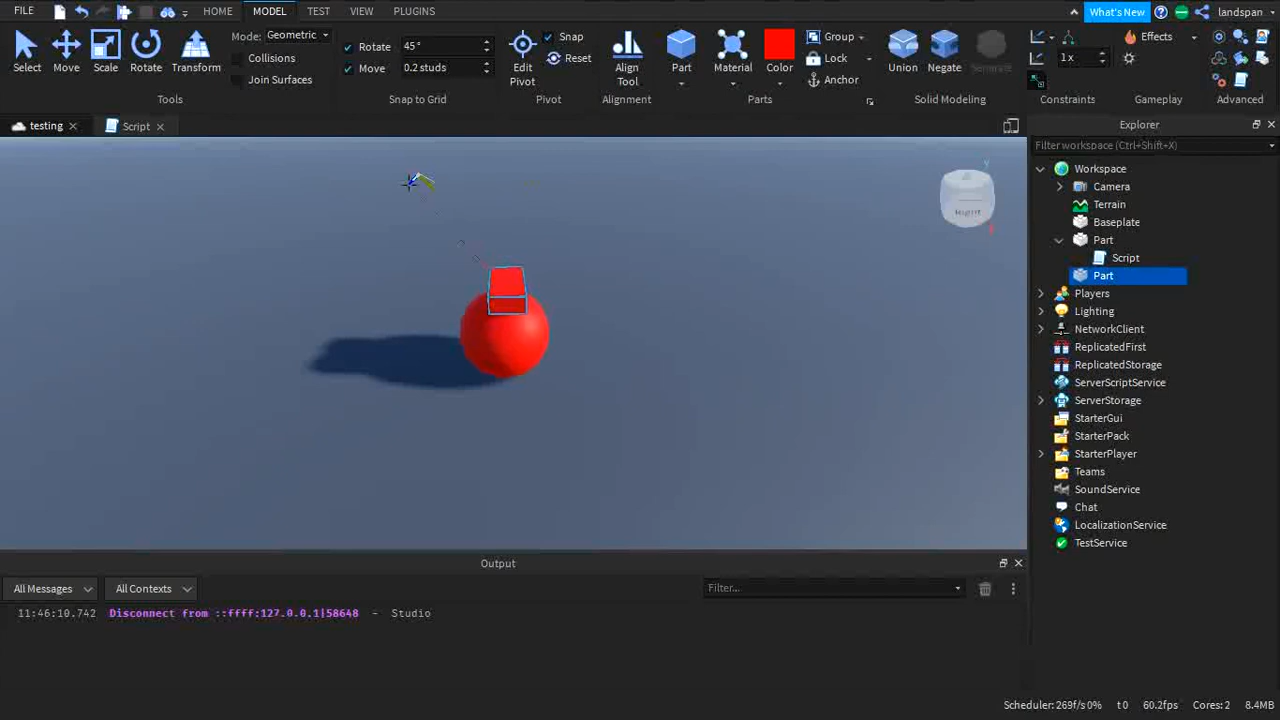 FILE HOME MODEL TEST VIEW PLUGINS What's New landspan
Select Move Scale Rotate Transform
Mode: Geometric
Collisions
Join Surfaces
Tools
Rotate 45°
Move 0.2 studs
Snap to Grid
Edit Pivot
Snap
Reset
Pivot
Align Tool
Alignment
Part Material Color
Group
Lock
Anchor
Parts
Union Negate Separate
Solid Modeling
1x
Constraints
Effects
Gameplay
Advanced
testing Script
Right
Y
Explorer
Filter workspace (Ctrl+Shift+X)
Workspace
Camera
Terrain
Baseplate
Part
Script
Part
Players
Lighting
NetworkClient
ReplicatedFirst
ReplicatedStorage
ServerScriptService
ServerStorage
StarterGui
StarterPack
StarterPlayer
Teams
SoundService
Chat
LocalizationService
TestService
Output
All Messages All Contexts Filter...
11:46:10.742 Disconnect from ::ffff:127.0.0.1|58648 - Studio
Scheduler: 269f/s0% t 0 60.2fps Cores: 2 8.4MB